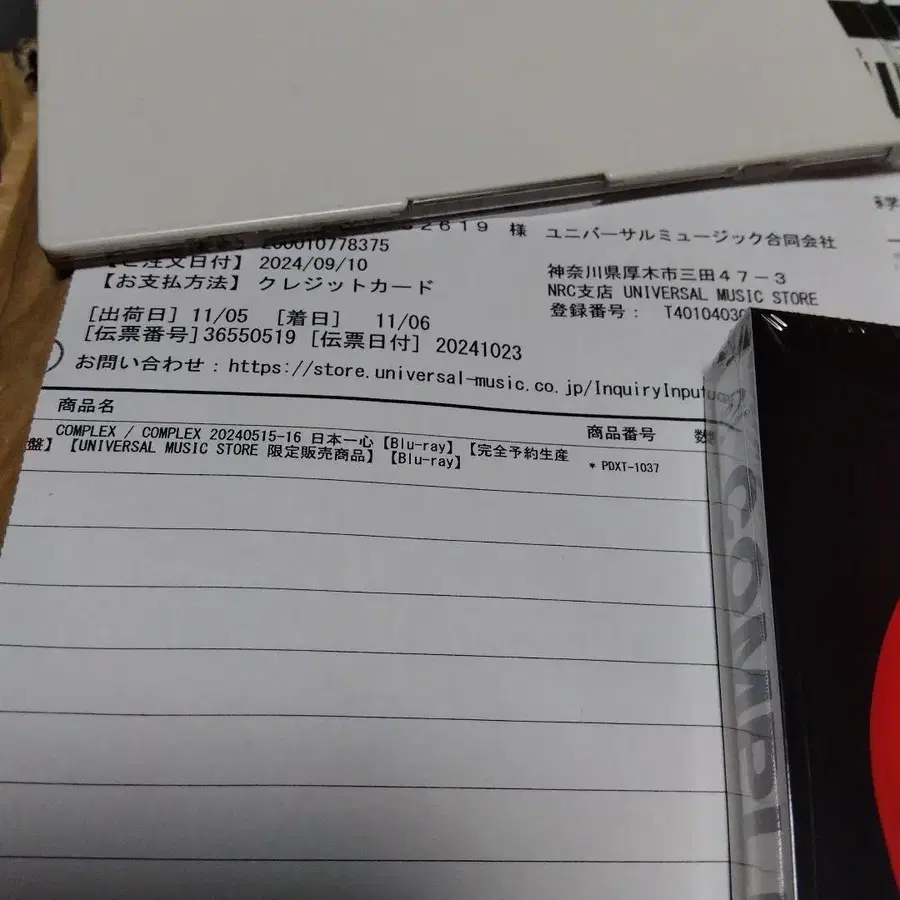 2619 様 ユニバーサルミュージック合同会社
200010778375
【ご注文日付】 2024/09/10
【お支払方法】 クレジットカード
神奈川県厚木市三田47-3
NRC支店 UNIVERSAL MUSIC STORE
登録番号: T4010403
[出荷日] 11/05 [着日] 11/06
[伝票番号]36550519 [伝票日付] 20241023
お問い合わせ:https://store.universal-music.co.jp/InquiryInput
商品名 商品番号 数
COMPLEX / COMPLEX 20240515-16 日本一心【Blu-ray】【完全予約生産
盤】【UNIVERSAL MUSIC STORE 限定販売商品】【Blu-ray】 * PDXT-1037
COMPL